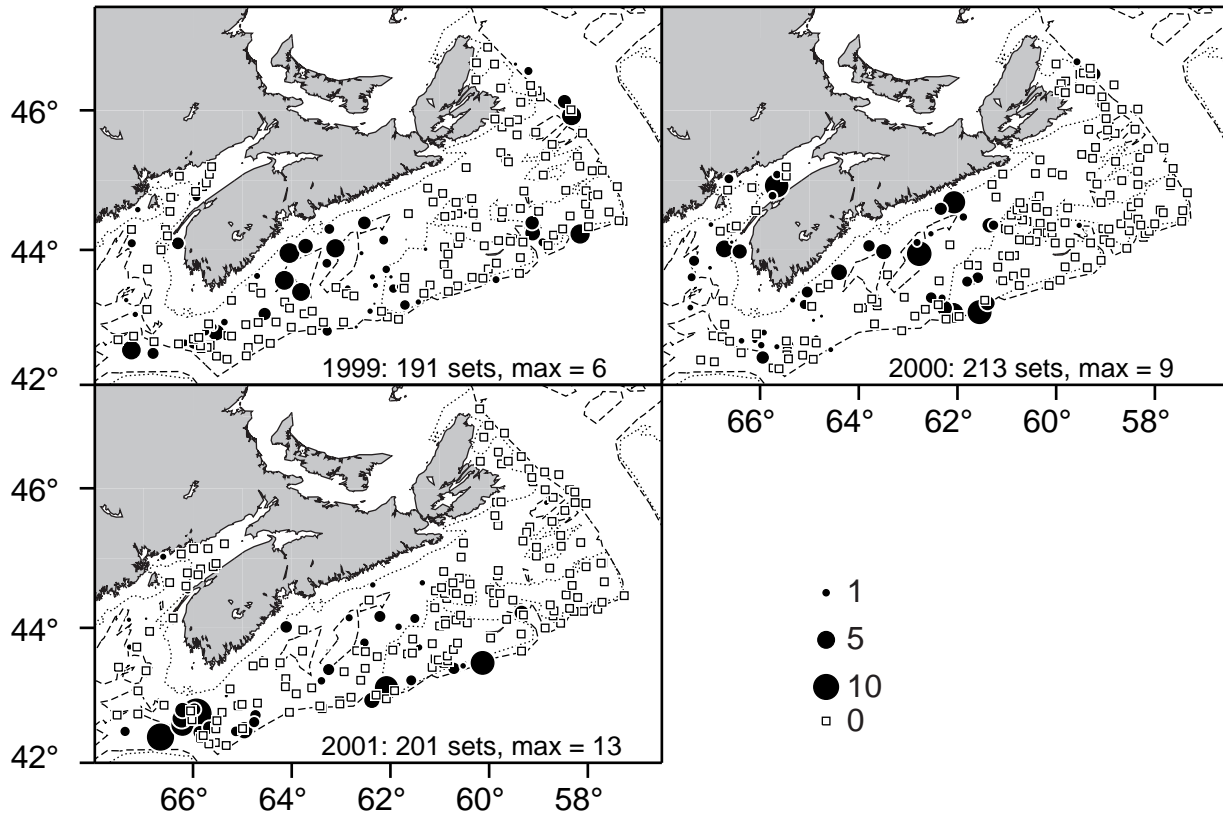 46°
44°
42°
1999: 191 sets, max = 6
2000: 213 sets, max = 9
66° 64° 62° 60° 58°
46°
44°
42°
2001: 201 sets, max = 13
66° 64° 62° 60° 58°
1
5
10
0